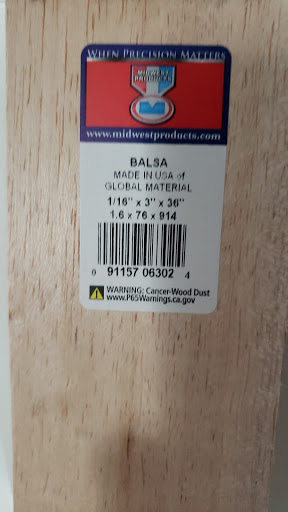 WHEN PRECISION MATTERS
MIDWEST
PRODUCTS
www.midwestproducts.com
BALSA
MADE IN USA of
GLOBAL MATERIAL
1/16" x 3" x 36"
1.6 x 76 x 914
0 91157 06302 4
WARNING: Cancer-Wood Dust
www.P65Warnings.ca.gov